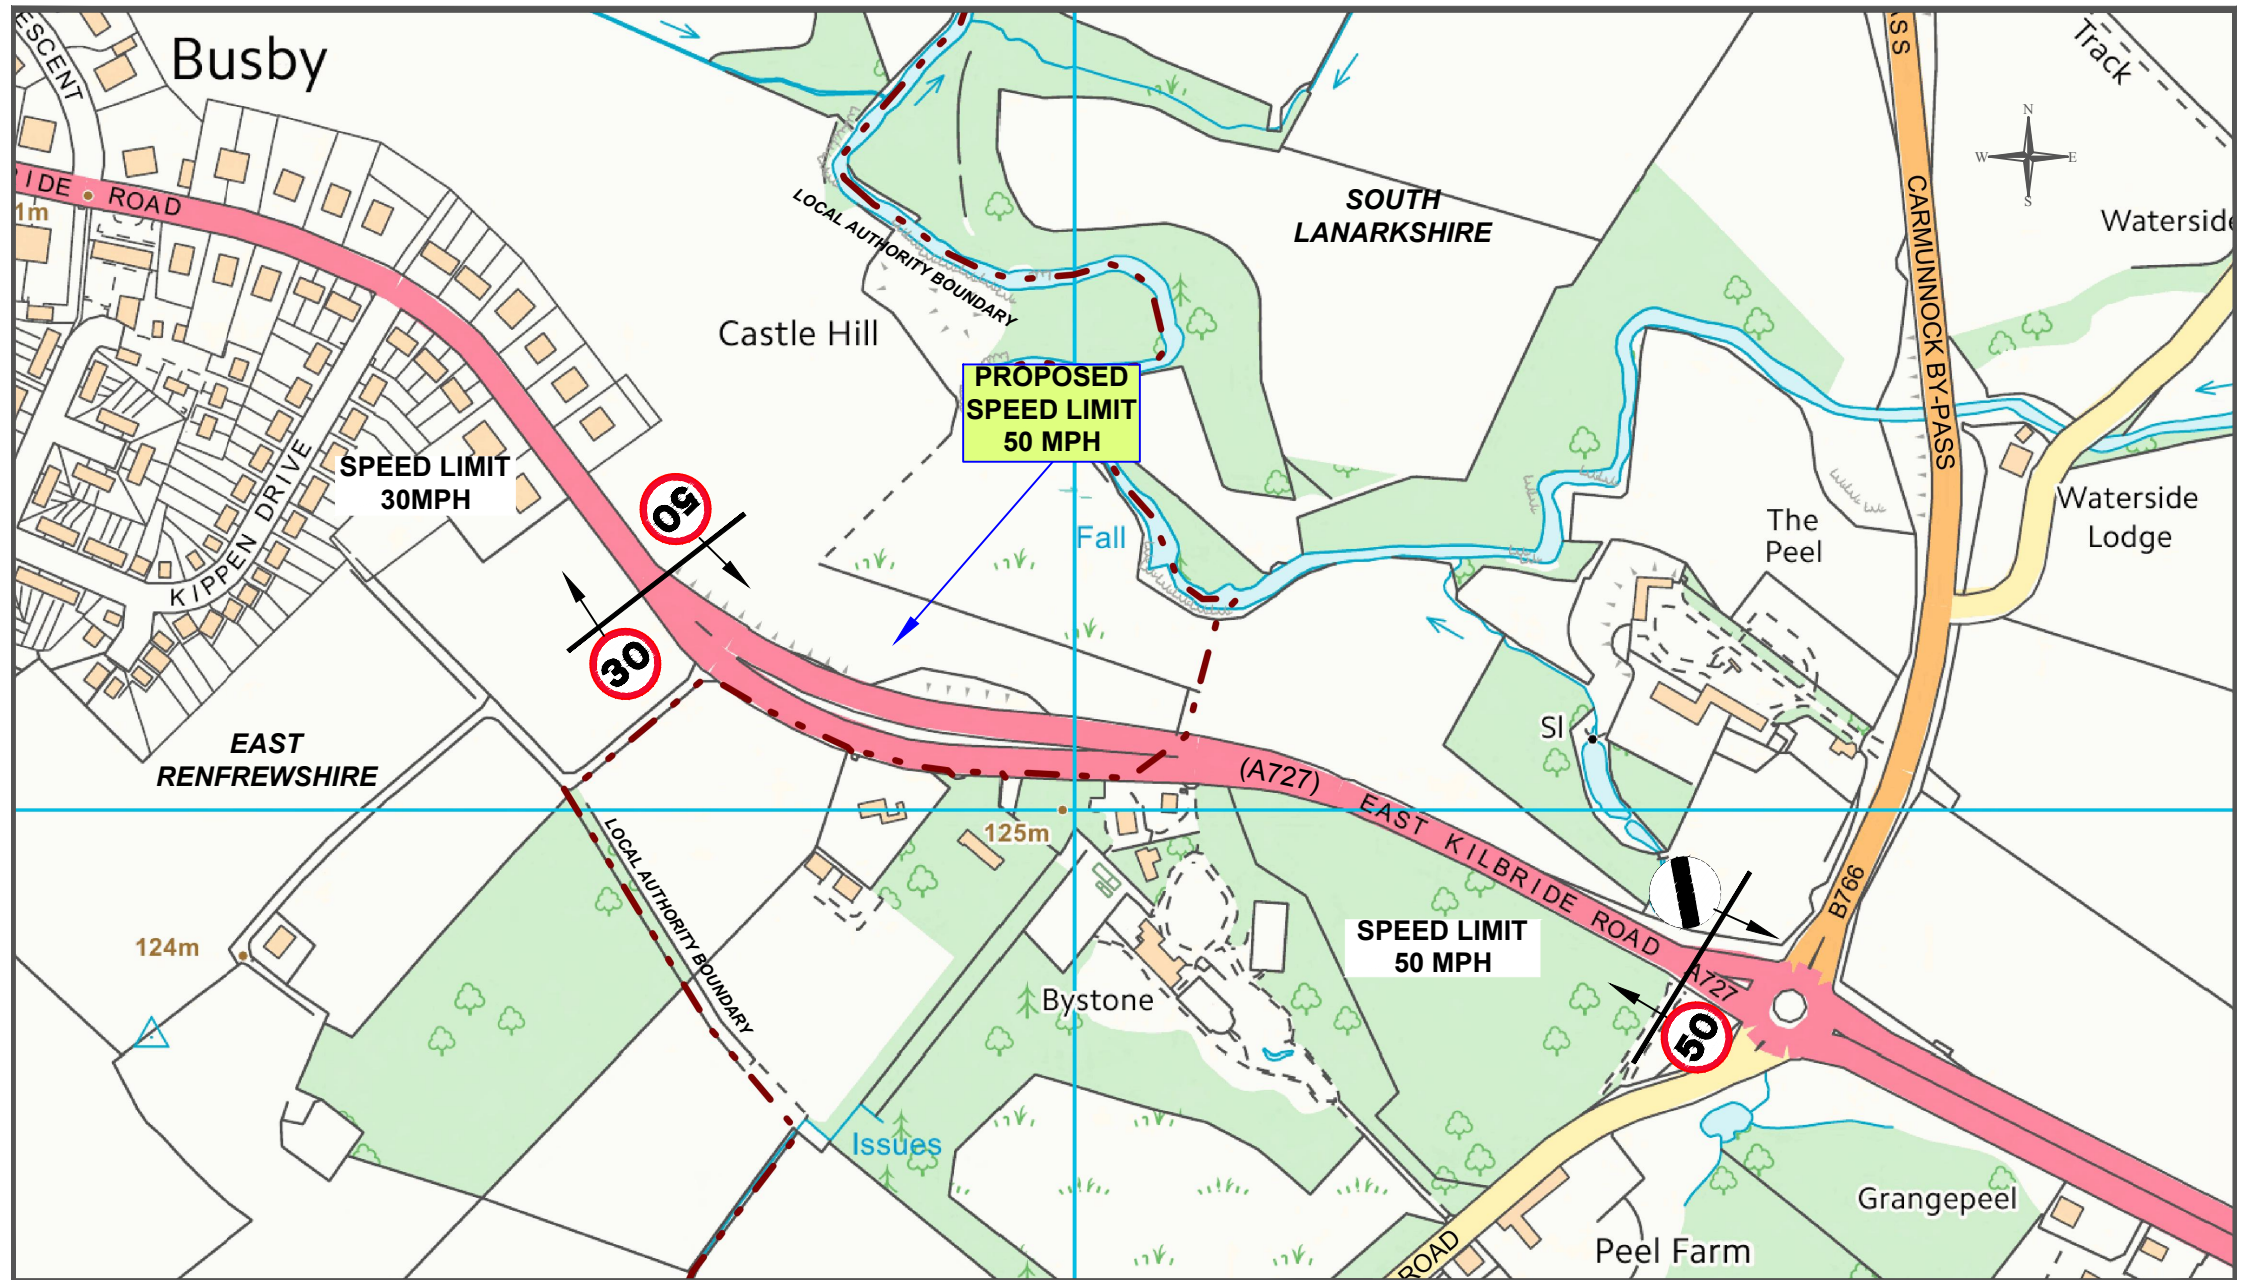 ESCENT
Busby
ASS
Track
N
W
E
S
IDE ROAD
1m
SOUTH
LANARKSHIRE
LOCAL AUTHORITY BOUNDARY
CARMUNNOCK BY-PASS
Waterside
Castle Hill
PROPOSED
SPEED LIMIT
50 MPH
SPEED LIMIT
30MPH
KIPPEN DRIVE
50
30
Fall
The
Peel
Waterside
Lodge
EAST
RENFREWSHIRE
Sl
(A727)
EAST KILBRIDE ROAD
125m
LOCAL AUTHORITY BOUNDARY
124m
B766
SPEED LIMIT
50 MPH
A727
50
Bystone
Issues
Grangepeel
Peel Farm
ROAD